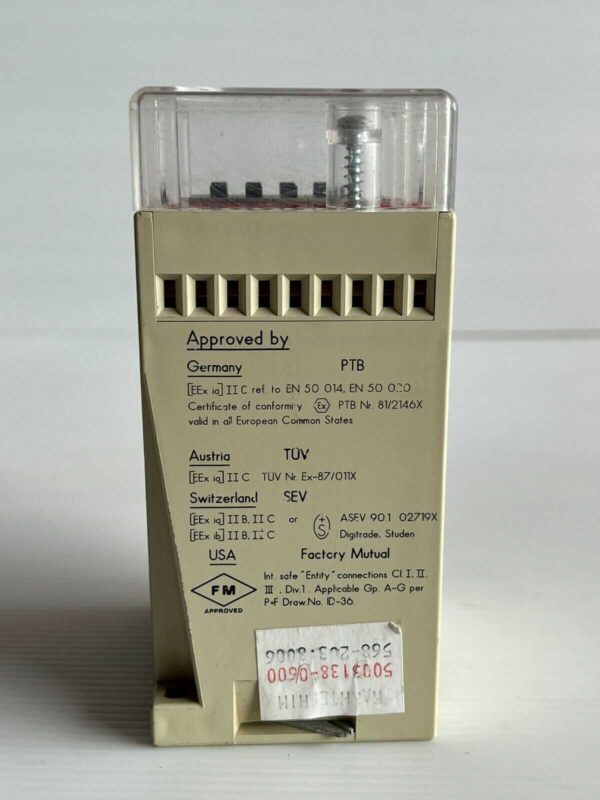 Approved by
Germany PTB
[EEx ia] II C ref. to EN 50 014, EN 50 020
Certificate of conformity Ex PTB Nr. 81/2146X
valid in all European Common States
Austria TÜV
[EEx ia] II C TÜV Nr. Ex-87/011X
Switzerland SEV
[EEx ia] II B, II C or S ASEV 90.1 02719X
[EEx ib] II B, II C Digitrade, Studen
USA Factory Mutual
FM
APPROVED
Int. safe "Entity" connections Cl. I, II,
III, Div.1. Applicable Gp. A-G per
P+F Draw.No. ID-36.
5003138-0600